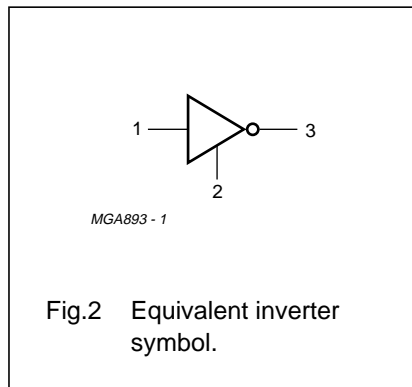 1
3
2
MGA893 - 1
Fig.2 Equivalent inverter
symbol.